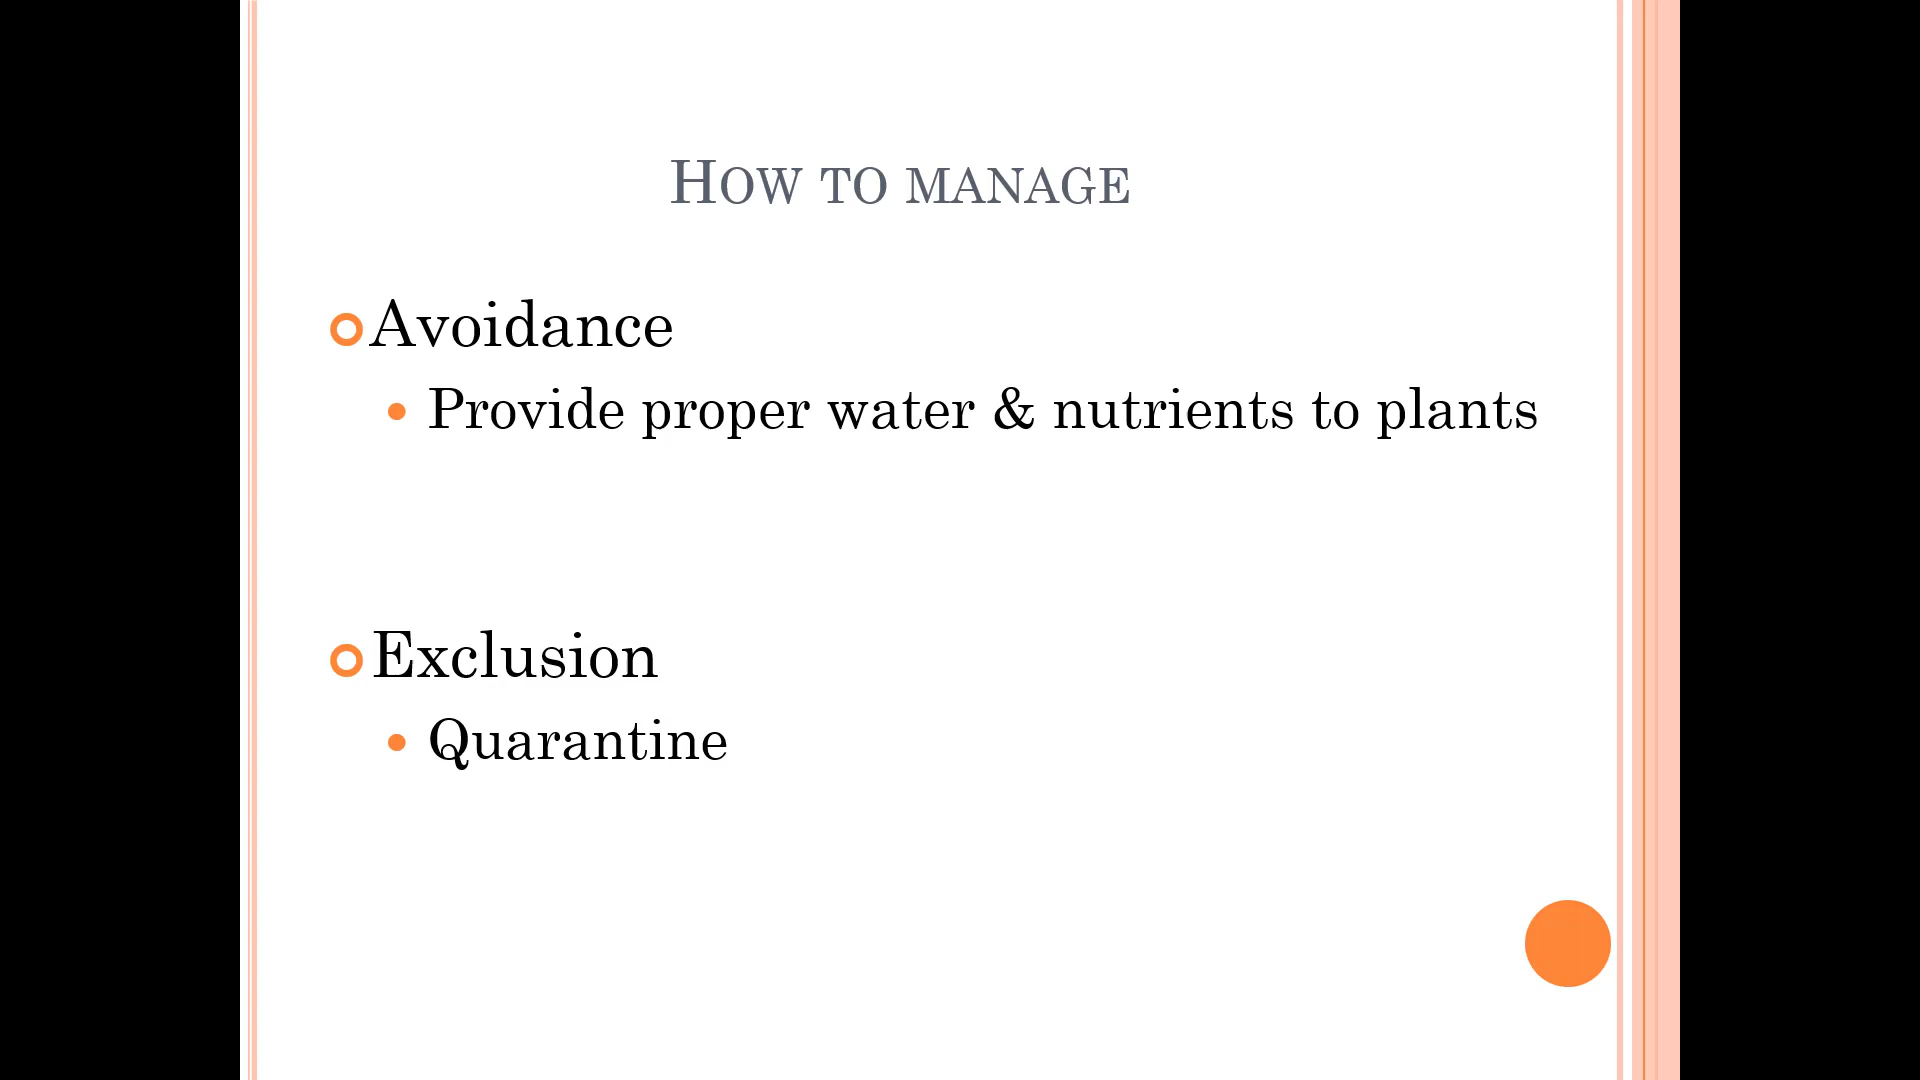 How to manage
Avoidance
Provide proper water & nutrients to plants
Exclusion
Quarantine